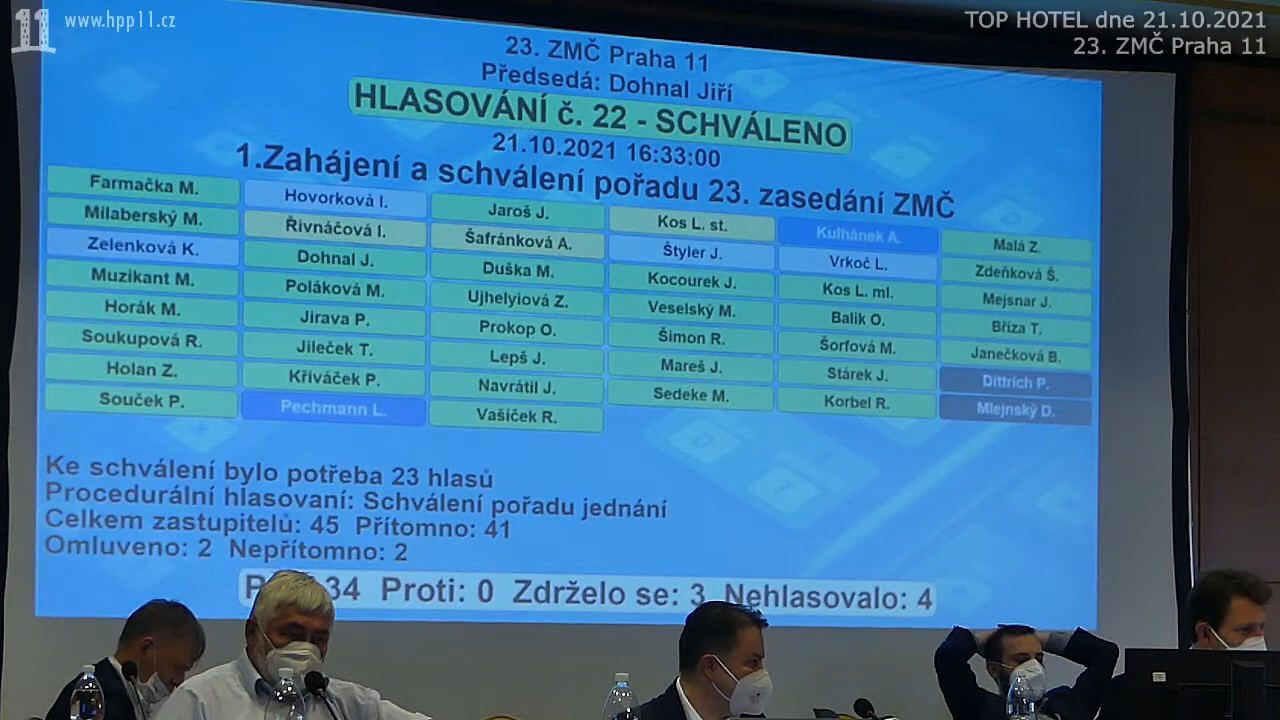 11 www.hpp11.cz
TOP HOTEL dne 21.10.2021
23. ZMČ Praha 11
23. ZMČ Praha 11
Předsedá: Dohnal Jiří
HLASOVÁNÍ č. 22 - SCHVÁLENO
21.10.2021 16:33:00
1.Zahájení a schválení pořadu 23. zasedání ZMČ
Farmačka M. Hovorková I. Jaroš J. Kos L. st. Kulhánek A. Malá Z.
Milaberský M. Řivnáčová I. Šafránková A. Štyler J. Vrkoč L. Zdeňková Š.
Zelenková K. Dohnal J. Duška M. Kocourek J. Kos L. ml. Mejsnar J.
Muzikant M. Poláková M. Ujhelyiová Z. Veselský M. Balík O. Bříza T.
Horák M. Jirava P. Prokop O. Šimon R. Šorfová M. Janečková B.
Soukupová R. Jileček T. Lepš J. Mareš J. Stárek J. Dittrich P.
Holan Z. Křiváček P. Navrátil J. Sedeke M. Korbel R. Mlejnský D.
Souček P. Pechmann L. Vašíček R.
Ke schválení bylo potřeba 23 hlasů
Procedurální hlasovaní: Schválení pořadu jednání
Celkem zastupitelů: 45 Přítomno: 41
Omluveno: 2 Nepřítomno: 2
34 Proti: 0 Zdrželo se: 3 Nehlasovalo: 4